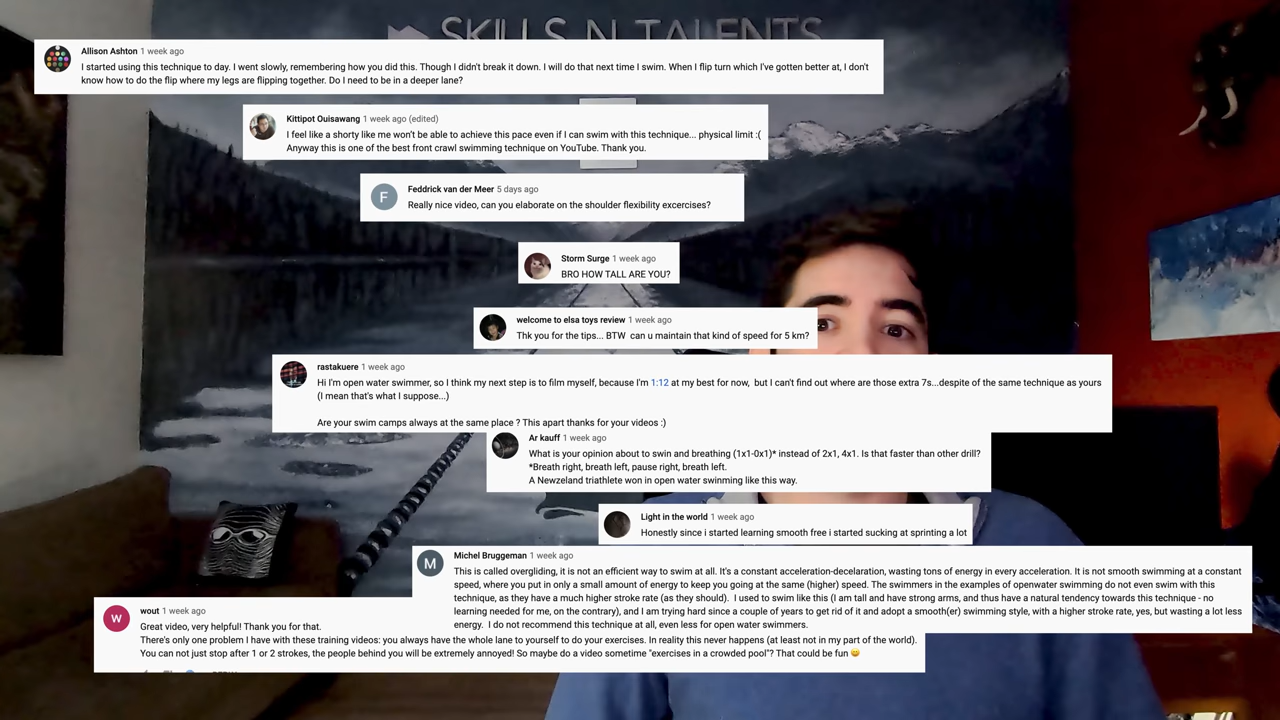 SKILLS N TALENTS
Allison Ashton 1 week ago
I started using this technique to day. I went slowly, remembering how you did this. Though I didn't break it down. I will do that next time I swim. When I flip turn which I've gotten better at, I don't
know how to do the flip where my legs are flipping together. Do I need to be in a deeper lane?
Kittipot Ouisawang 1 week ago (edited)
I feel like a shorty like me won't be able to achieve this pace even if I can swim with this technique... physical limit :(
Anyway this is one of the best front crawl swimming technique on YouTube. Thank you.
F
Feddrick van der Meer 5 days ago
Really nice video, can you elaborate on the shoulder flexibility excercises?
Storm Surge 1 week ago
BRO HOW TALL ARE YOU?
welcome to elsa toys review 1 week ago
Thk you for the tips... BTW can u maintain that kind of speed for 5 km?
rastakuere 1 week ago
Hi I'm open water swimmer, so I think my next step is to film myself, because I'm 1:12 at my best for now, but I can't find out where are those extra 7s...despite of the same technique as yours
(I mean that's what I suppose...)
Are your swim camps always at the same place ? This apart thanks for your videos :)
Ar kauff 1 week ago
What is your opinion about to swin and breathing (1x1-0x1)* instead of 2x1, 4x1. Is that faster than other drill?
*Breath right, breath left, pause right, breath left.
A Newzeland triathlete won in open water swimming like this way.
Light in the world 1 week ago
Honestly since i started learning smooth free i started sucking at sprinting a lot
M
Michel Bruggeman 1 week ago
This is called overgliding, it is not an efficient way to swim at all. It's a constant acceleration-decelaration, wasting tons of energy in every acceleration. It is not smooth swimming at a constant
speed, where you put in only a small amount of energy to keep you going at the same (higher) speed. The swimmers in the examples of openwater swimming do not even swim with this
technique, as they have a much higher stroke rate (as they should). I used to swim like this (I am tall and have strong arms, and thus have a natural tendency towards this technique - no
learning needed for me, on the contrary), and I am trying hard since a couple of years to get rid of it and adopt a smooth(er) swimming style, with a higher stroke rate, yes, but wasting a lot less
energy. I do not recommend this technique at all, even less for open water swimmers.
W
wout 1 week ago
Great video, very helpful! Thank you for that.
There's only one problem I have with these training videos: you always have the whole lane to yourself to do your exercises. In reality this never happens (at least not in my part of the world).
You can not just stop after 1 or 2 strokes, the people behind you will be extremely annoyed! So maybe do a video sometime "exercises in a crowded pool"? That could be fun 😄